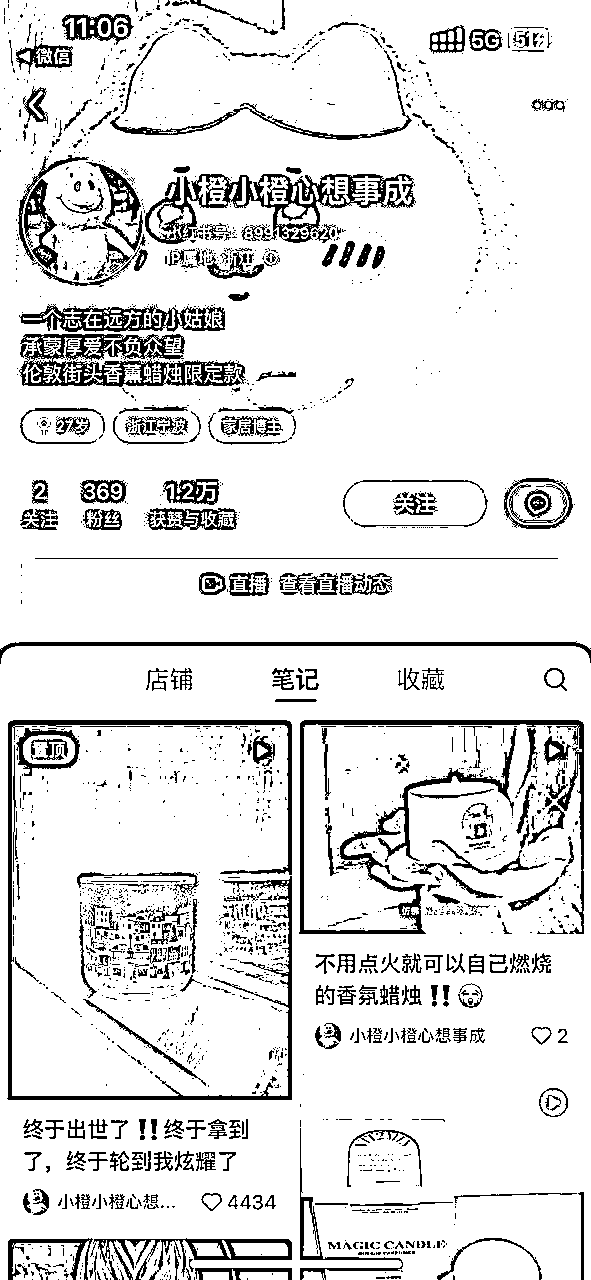 11:06
5G 51
微信
小橙小橙心想事成
小红书号：8991329620
IP属地：浙江
一个志在远方的小姑娘
承蒙厚爱不负众望
伦敦街头香薰蜡烛限定款
27岁
浙江宁波
家居博主
2 369 1.2万
关注 粉丝 获赞与收藏
关注
直播 查看直播动态
店铺 笔记 收藏
置顶
不用点火就可以自己燃烧
的香氛蜡烛‼️😭
小橙小橙心想事成 2
终于出世了‼️终于拿到
了，终于轮到我炫耀了
小橙小橙心想... 4434
MAGIC CANDLE